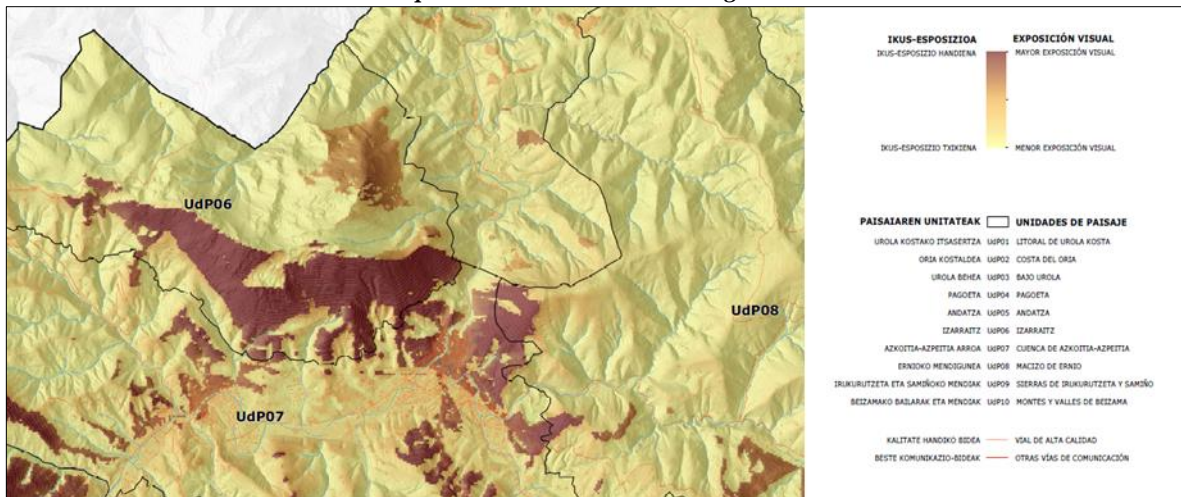 UdP06
UdP08
UdP07
IKUS-ESPOSIZIOA EXPOSICIÓN VISUAL
IKUS-ESPOSIZIO HANDIENA MAYOR EXPOSICIÓN VISUAL
IKUS-ESPOSIZIO TXIKIENA MENOR EXPOSICIÓN VISUAL
PAISAIAREN UNITATEAK UNIDADES DE PAISAJE
UROLA KOSTAKO ITSASERTZA UdP01 LITORAL DE UROLA KOSTA
ORIA KOSTALDEA UdP02 COSTA DEL ORIA
UROLA BEHEA UdP03 BAJO UROLA
PAGOETA UdP04 PAGOETA
ANDATZA UdP05 ANDATZA
IZARRAITZ UdP06 IZARRAITZ
AZKOITIA-AZPEITIA ARROA UdP07 CUENCA DE AZKOITIA-AZPEITIA
ERNIOKO MENDIGUNEA UdP08 MACIZO DE ERNIO
IRUKURUTZETA ETA SAMIÑOKO MENDIAK UdP09 SIERRAS DE IRUKURUTZETA Y SAMIÑO
BEIZAMAKO BAILARAK ETA MENDIAK UdP10 MONTES Y VALLES DE BEIZAMA
KALITATE HANDIKO BIDEA VIAL DE ALTA CALIDAD
BESTE KOMUNIKAZIO-BIDEAK OTRAS VÍAS DE COMUNICACIÓN